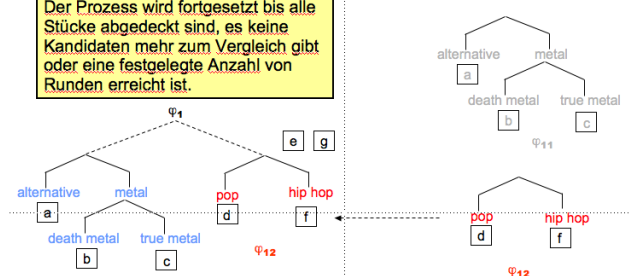 Der Prozess wird fortgesetzt bis alle
Stücke abgedeckt sind, es keine
Kandidaten mehr zum Vergleich gibt
oder eine festgelegte Anzahl von
Runden erreicht ist.
φ1
e g
alternative metal
pop hip hop
a
d f
death metal true metal
b c
φ12
alternative metal
a
death metal true metal
b c
φ11
pop hip hop
d f
φ12